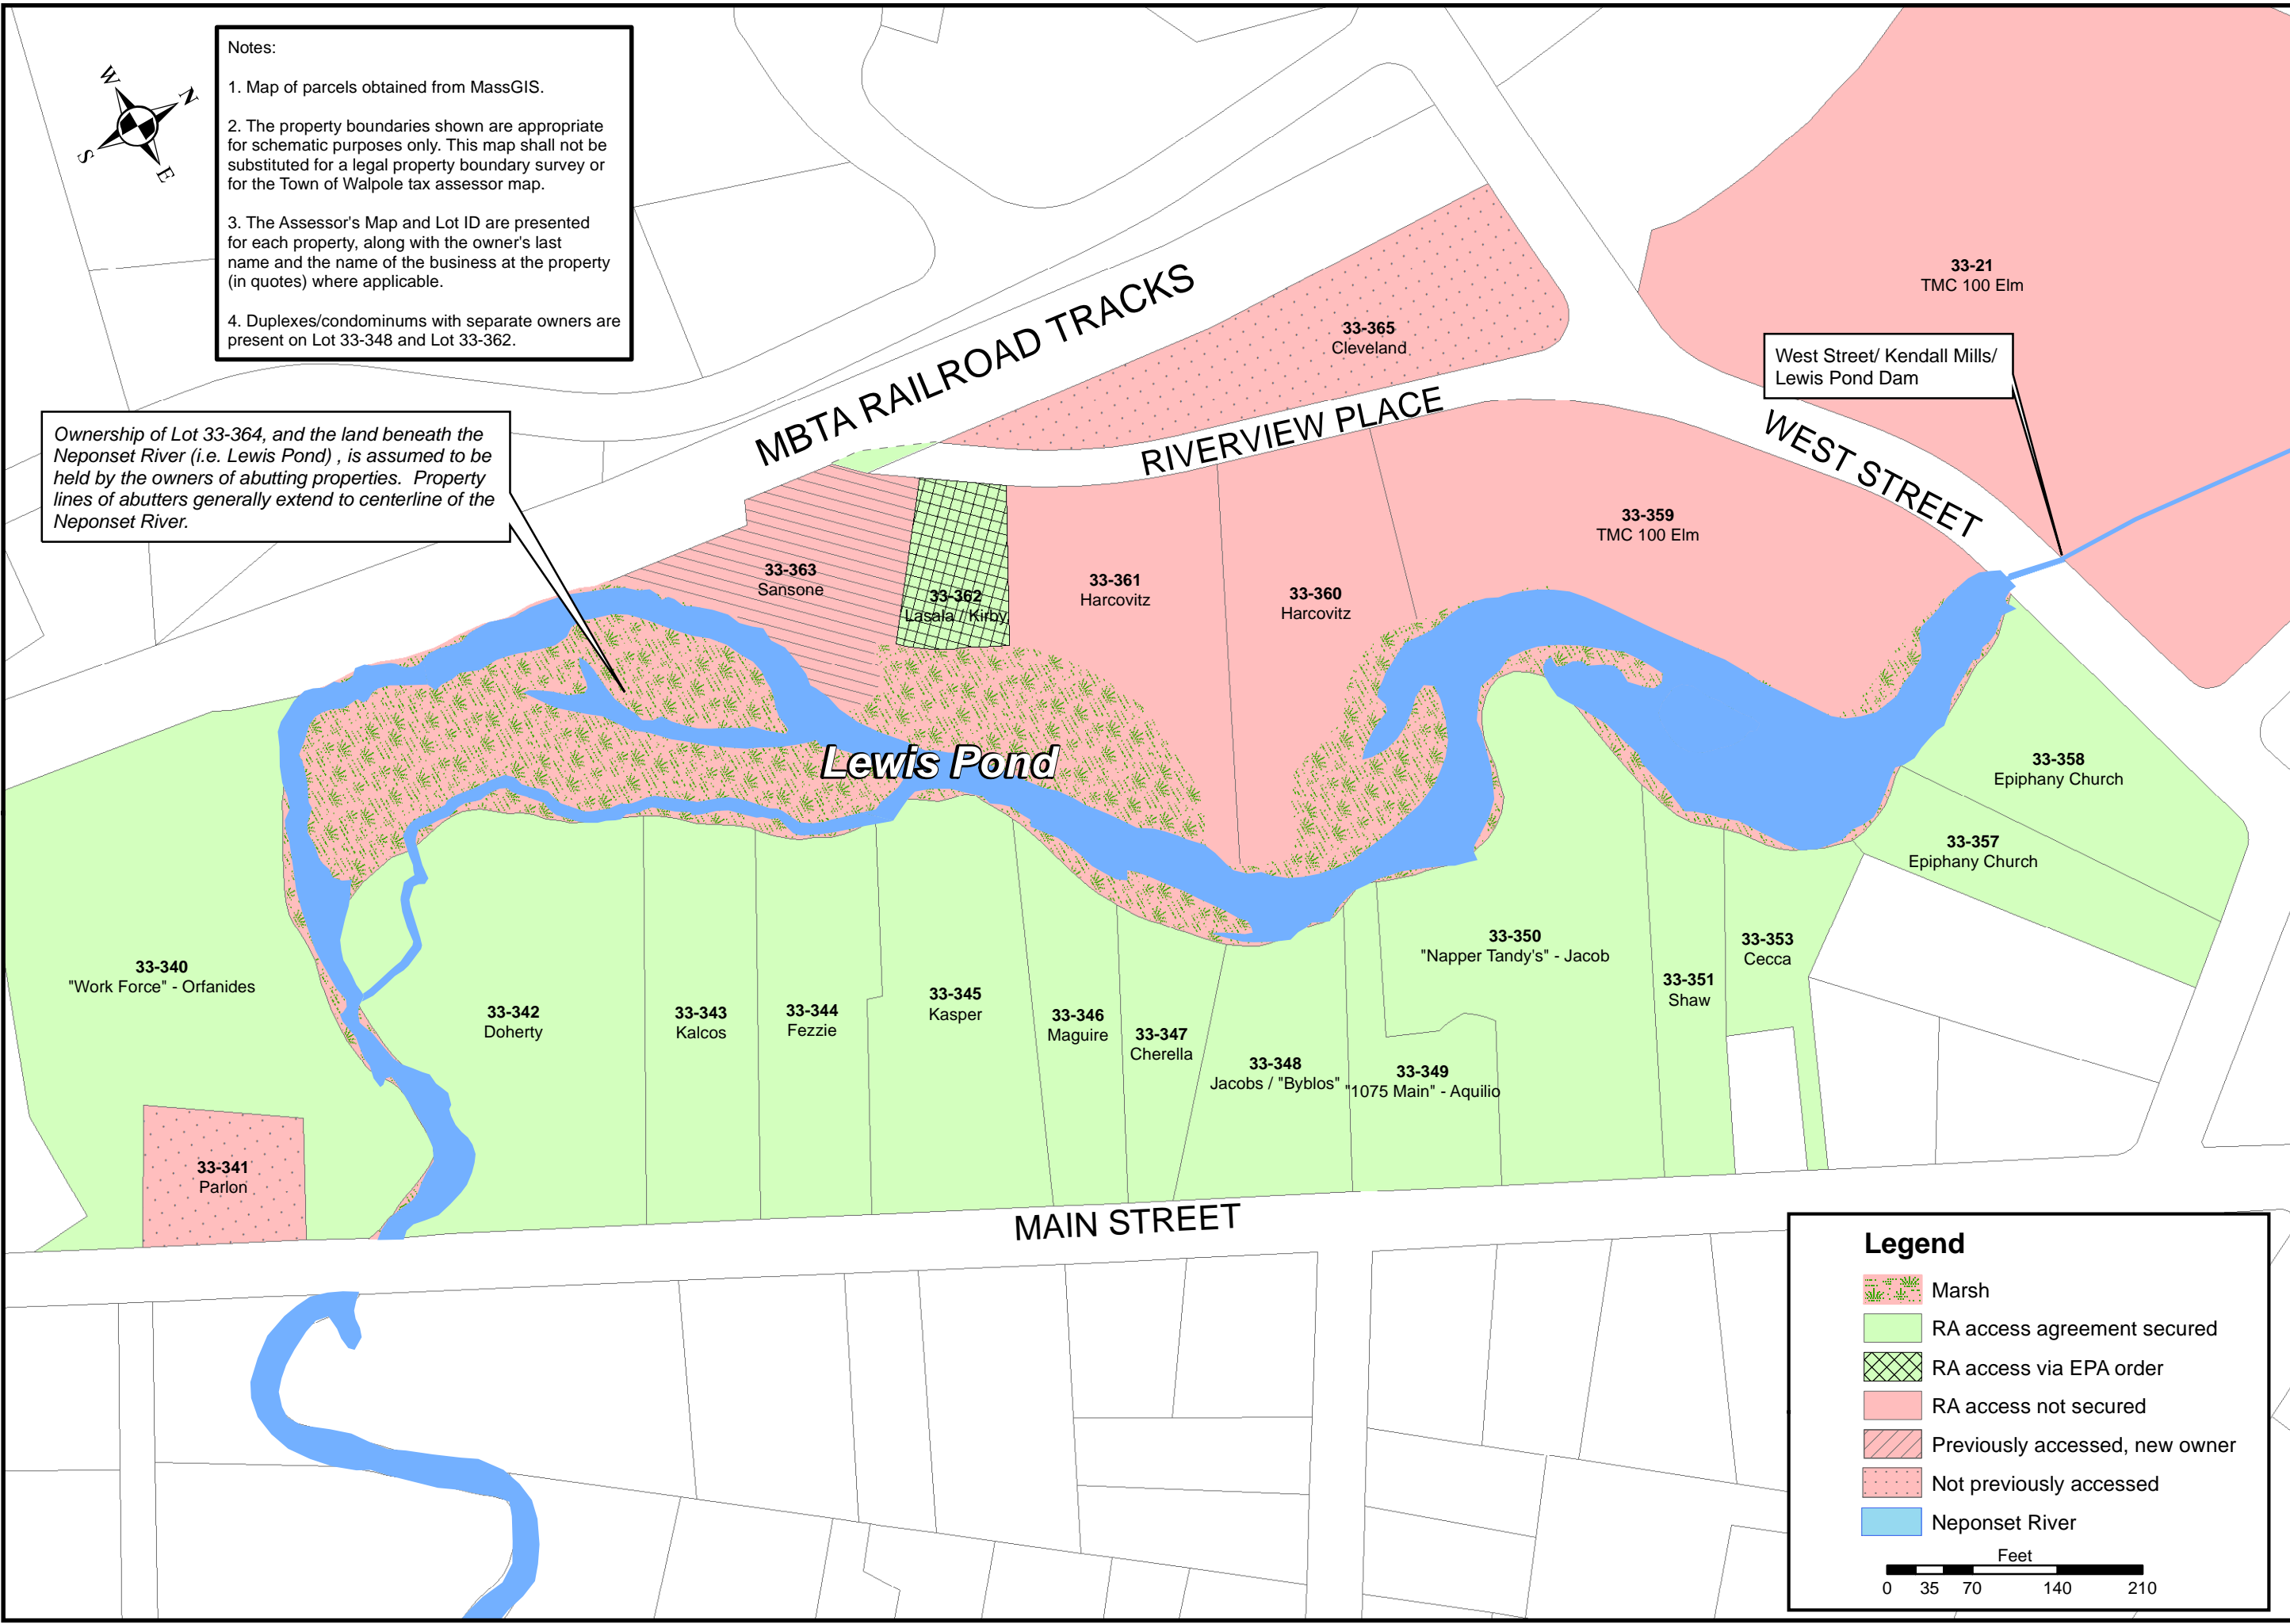 W
N
S
E
Notes:
1. Map of parcels obtained from MassGIS.
2. The property boundaries shown are appropriate
for schematic purposes only. This map shall not be
substituted for a legal property boundary survey or
for the Town of Walpole tax assessor map.
3. The Assessor's Map and Lot ID are presented
for each property, along with the owner's last
name and the name of the business at the property
(in quotes) where applicable.
4. Duplexes/condominums with separate owners are
present on Lot 33-348 and Lot 33-362.
Ownership of Lot 33-364, and the land beneath the
Neponset River (i.e. Lewis Pond) , is assumed to be
held by the owners of abutting properties. Property
lines of abutters generally extend to centerline of the
Neponset River.
MBTA RAILROAD TRACKS
33-365
Cleveland
RIVERVIEW PLACE
33-21
TMC 100 Elm
West Street/ Kendall Mills/
Lewis Pond Dam
WEST STREET
33-363
Sansone
33-362
Lasala / Kirby
33-361
Harcovitz
33-360
Harcovitz
33-359
TMC 100 Elm
Lewis Pond
33-358
Epiphany Church
33-357
Epiphany Church
33-340
"Work Force" - Orfanides
33-341
Parlon
33-342
Doherty
33-343
Kalcos
33-344
Fezzie
33-345
Kasper
33-346
Maguire
33-347
Cherella
33-348
Jacobs / "Byblos"
33-349
"1075 Main" - Aquilio
33-350
"Napper Tandy's" - Jacob
33-351
Shaw
33-353
Cecca
MAIN STREET
Legend
Marsh
RA access agreement secured
RA access via EPA order
RA access not secured
Previously accessed, new owner
Not previously accessed
Neponset River
Feet
0 35 70 140 210